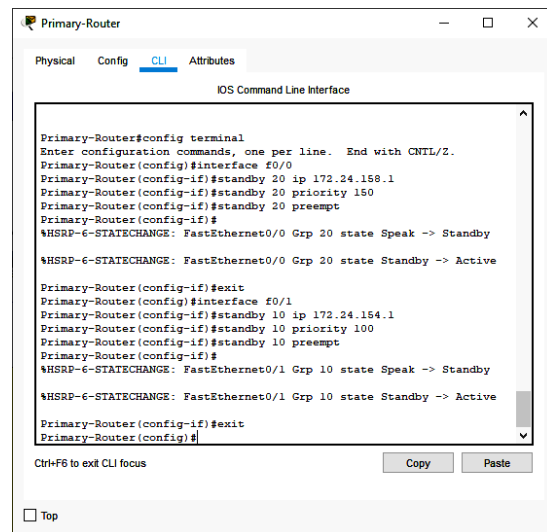 Primary-Router
Physical Config CLI Attributes
IOS Command Line Interface
Primary-Router#config terminal
Enter configuration commands, one per line. End with CNTL/Z.
Primary-Router(config)#interface f0/0
Primary-Router(config-if)#standby 20 ip 172.24.158.1
Primary-Router(config-if)#standby 20 priority 150
Primary-Router(config-if)#standby 20 preempt
Primary-Router(config-if)#
%HSRP-6-STATECHANGE: FastEthernet0/0 Grp 20 state Speak -> Standby
%HSRP-6-STATECHANGE: FastEthernet0/0 Grp 20 state Standby -> Active
Primary-Router(config-if)#exit
Primary-Router(config)#interface f0/1
Primary-Router(config-if)#standby 10 ip 172.24.154.1
Primary-Router(config-if)#standby 10 priority 100
Primary-Router(config-if)#standby 10 preempt
Primary-Router(config-if)#
%HSRP-6-STATECHANGE: FastEthernet0/1 Grp 10 state Speak -> Standby
%HSRP-6-STATECHANGE: FastEthernet0/1 Grp 10 state Standby -> Active
Primary-Router(config-if)#exit
Primary-Router(config)#
Ctrl+F6 to exit CLI focus Copy Paste
Top